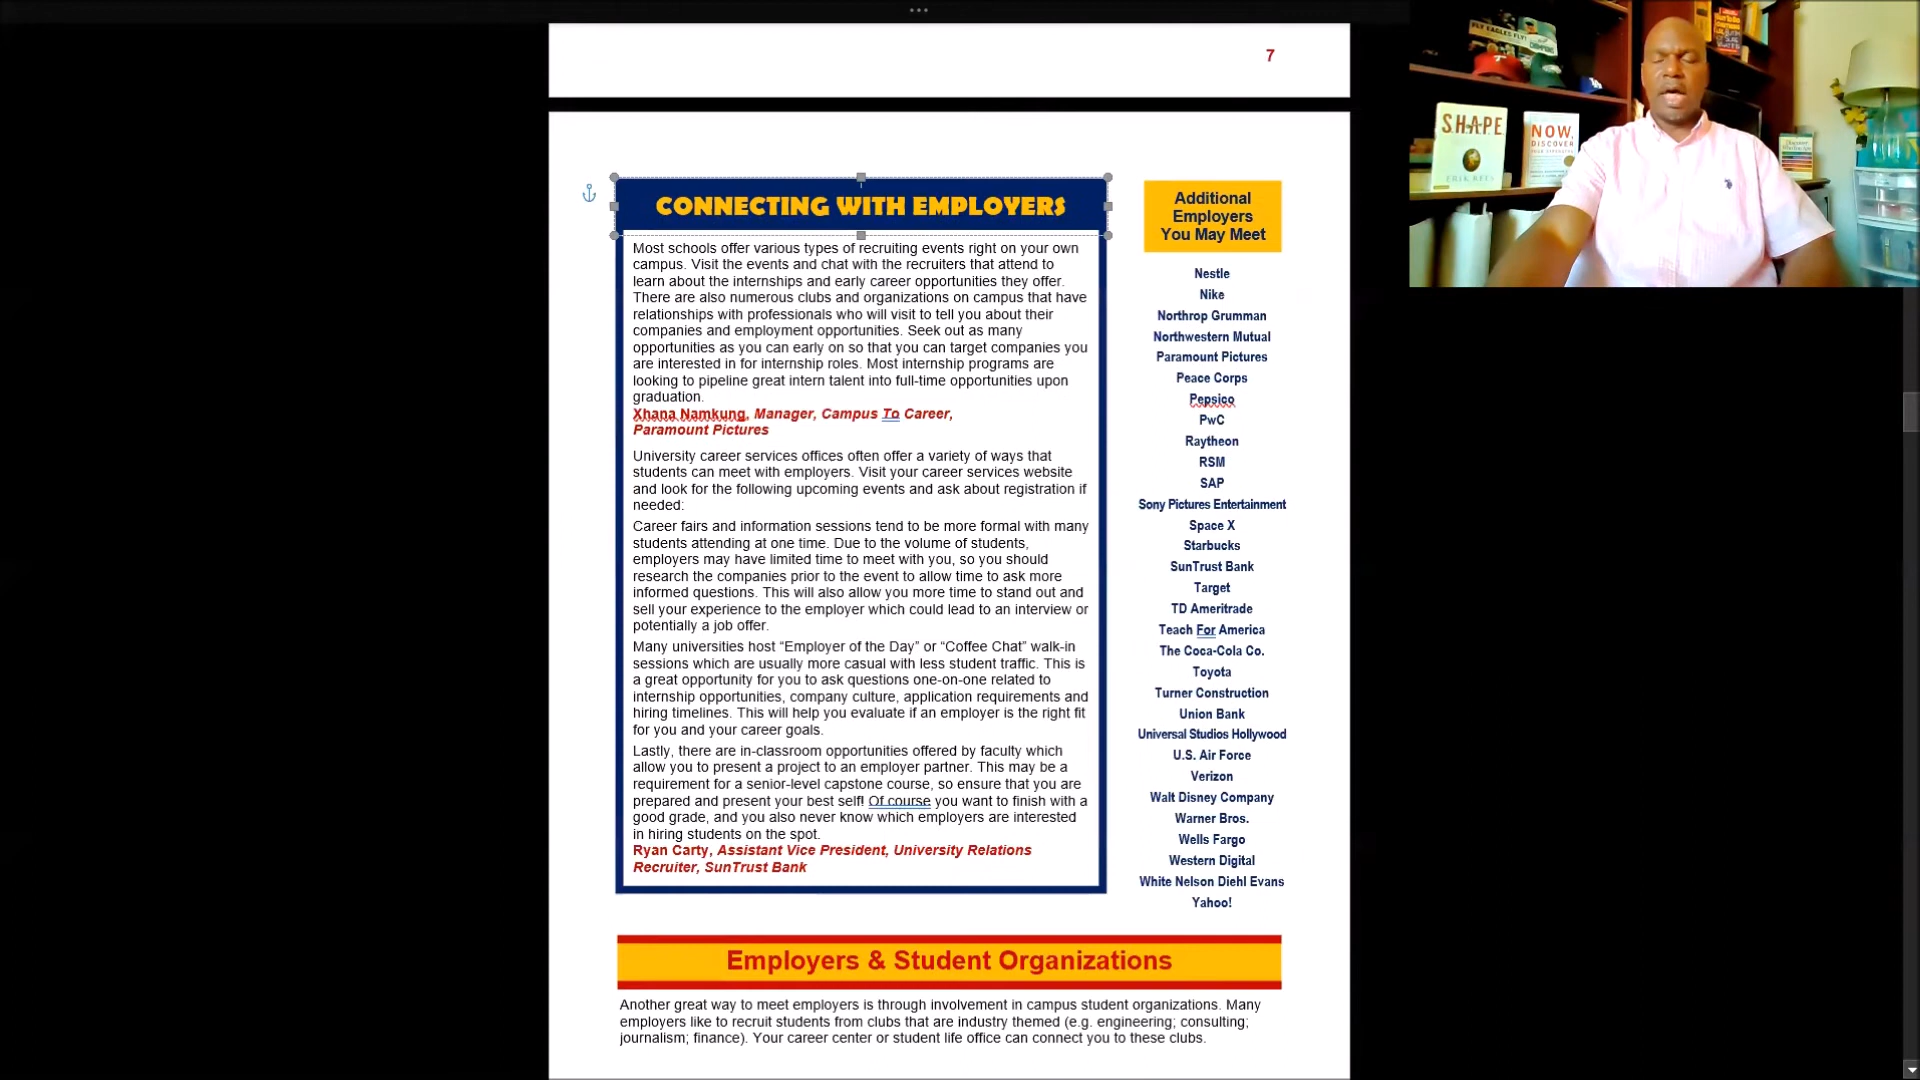 7
CONNECTING WITH EMPLOYERS
Most schools offer various types of recruiting events right on your own
campus. Visit the events and chat with the recruiters that attend to
learn about the internships and early career opportunities they offer.
There are also numerous clubs and organizations on campus that have
relationships with professionals who will visit to tell you about their
companies and employment opportunities. Seek out as many
opportunities as you can early on so that you can target companies you
are interested in for internship roles. Most internship programs are
looking to pipeline great intern talent into full-time opportunities upon
graduation.
Xhana Namkung, Manager, Campus To Career,
Paramount Pictures
University career services offices often offer a variety of ways that
students can meet with employers. Visit your career services website
and look for the following upcoming events and ask about registration if
needed:
Career fairs and information sessions tend to be more formal with many
students attending at one time. Due to the volume of students,
employers may have limited time to meet with you, so you should
research the companies prior to the event to allow time to ask more
informed questions. This will also allow you more time to stand out and
sell your experience to the employer which could lead to an interview or
potentially a job offer.
Many universities host “Employer of the Day” or “Coffee Chat” walk-in
sessions which are usually more casual with less student traffic. This is
a great opportunity for you to ask questions one-on-one related to
internship opportunities, company culture, application requirements and
hiring timelines. This will help you evaluate if an employer is the right fit
for you and your career goals.
Lastly, there are in-classroom opportunities offered by faculty which
allow you to present a project to an employer partner. This may be a
requirement for a senior-level capstone course, so ensure that you are
prepared and present your best self! Of course you want to finish with a
good grade, and you also never know which employers are interested
in hiring students on the spot.
Ryan Carty, Assistant Vice President, University Relations
Recruiter, SunTrust Bank
Additional
Employers
You May Meet
Nestle
Nike
Northrop Grumman
Northwestern Mutual
Paramount Pictures
Peace Corps
Pepsico
PwC
Raytheon
RSM
SAP
Sony Pictures Entertainment
Space X
Starbucks
SunTrust Bank
Target
TD Ameritrade
Teach For America
The Coca-Cola Co.
Toyota
Turner Construction
Union Bank
Universal Studios Hollywood
U.S. Air Force
Verizon
Walt Disney Company
Warner Bros.
Wells Fargo
Western Digital
White Nelson Diehl Evans
Yahoo!
Employers & Student Organizations
Another great way to meet employers is through involvement in campus student organizations. Many
employers like to recruit students from clubs that are industry themed (e.g. engineering; consulting;
journalism; finance). Your career center or student life office can connect you to these clubs.
FLY EAGLES FLY!
S.H.A.P.E.
ERIK REES
NOW,
DISCOVER